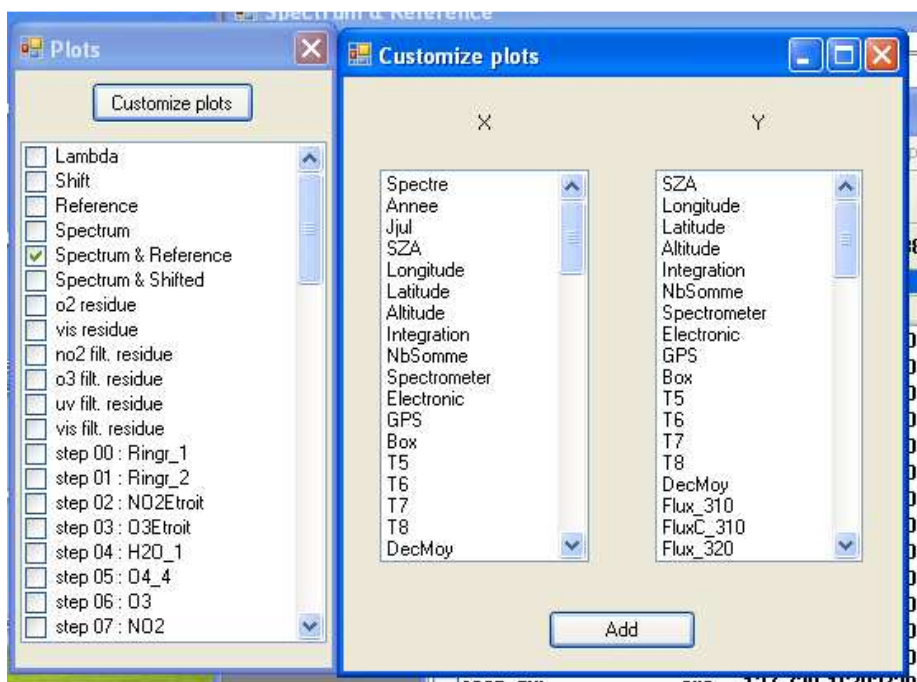 Spectrum & Reference
Plots
Customize plots
Lambda
Shift
Reference
Spectrum
Spectrum & Reference
Spectrum & Shifted
o2 residue
vis residue
no2 filt. residue
o3 filt. residue
uv filt. residue
vis filt. residue
step 00 : Ringr_1
step 01 : Ringr_2
step 02 : NO2Etroit
step 03 : O3Etroit
step 04 : H2O_1
step 05 : O4_4
step 06 : O3
step 07 : NO2
Customize plots
X
Spectre
Annee
Jjul
SZA
Longitude
Latitude
Altitude
Integration
NbSomme
Spectrometer
Electronic
GPS
Box
T5
T6
T7
T8
DecMoy
Y
SZA
Longitude
Latitude
Altitude
Integration
NbSomme
Spectrometer
Electronic
GPS
Box
T5
T6
T7
T8
DecMoy
Flux_310
FluxC_310
Flux_320
Add